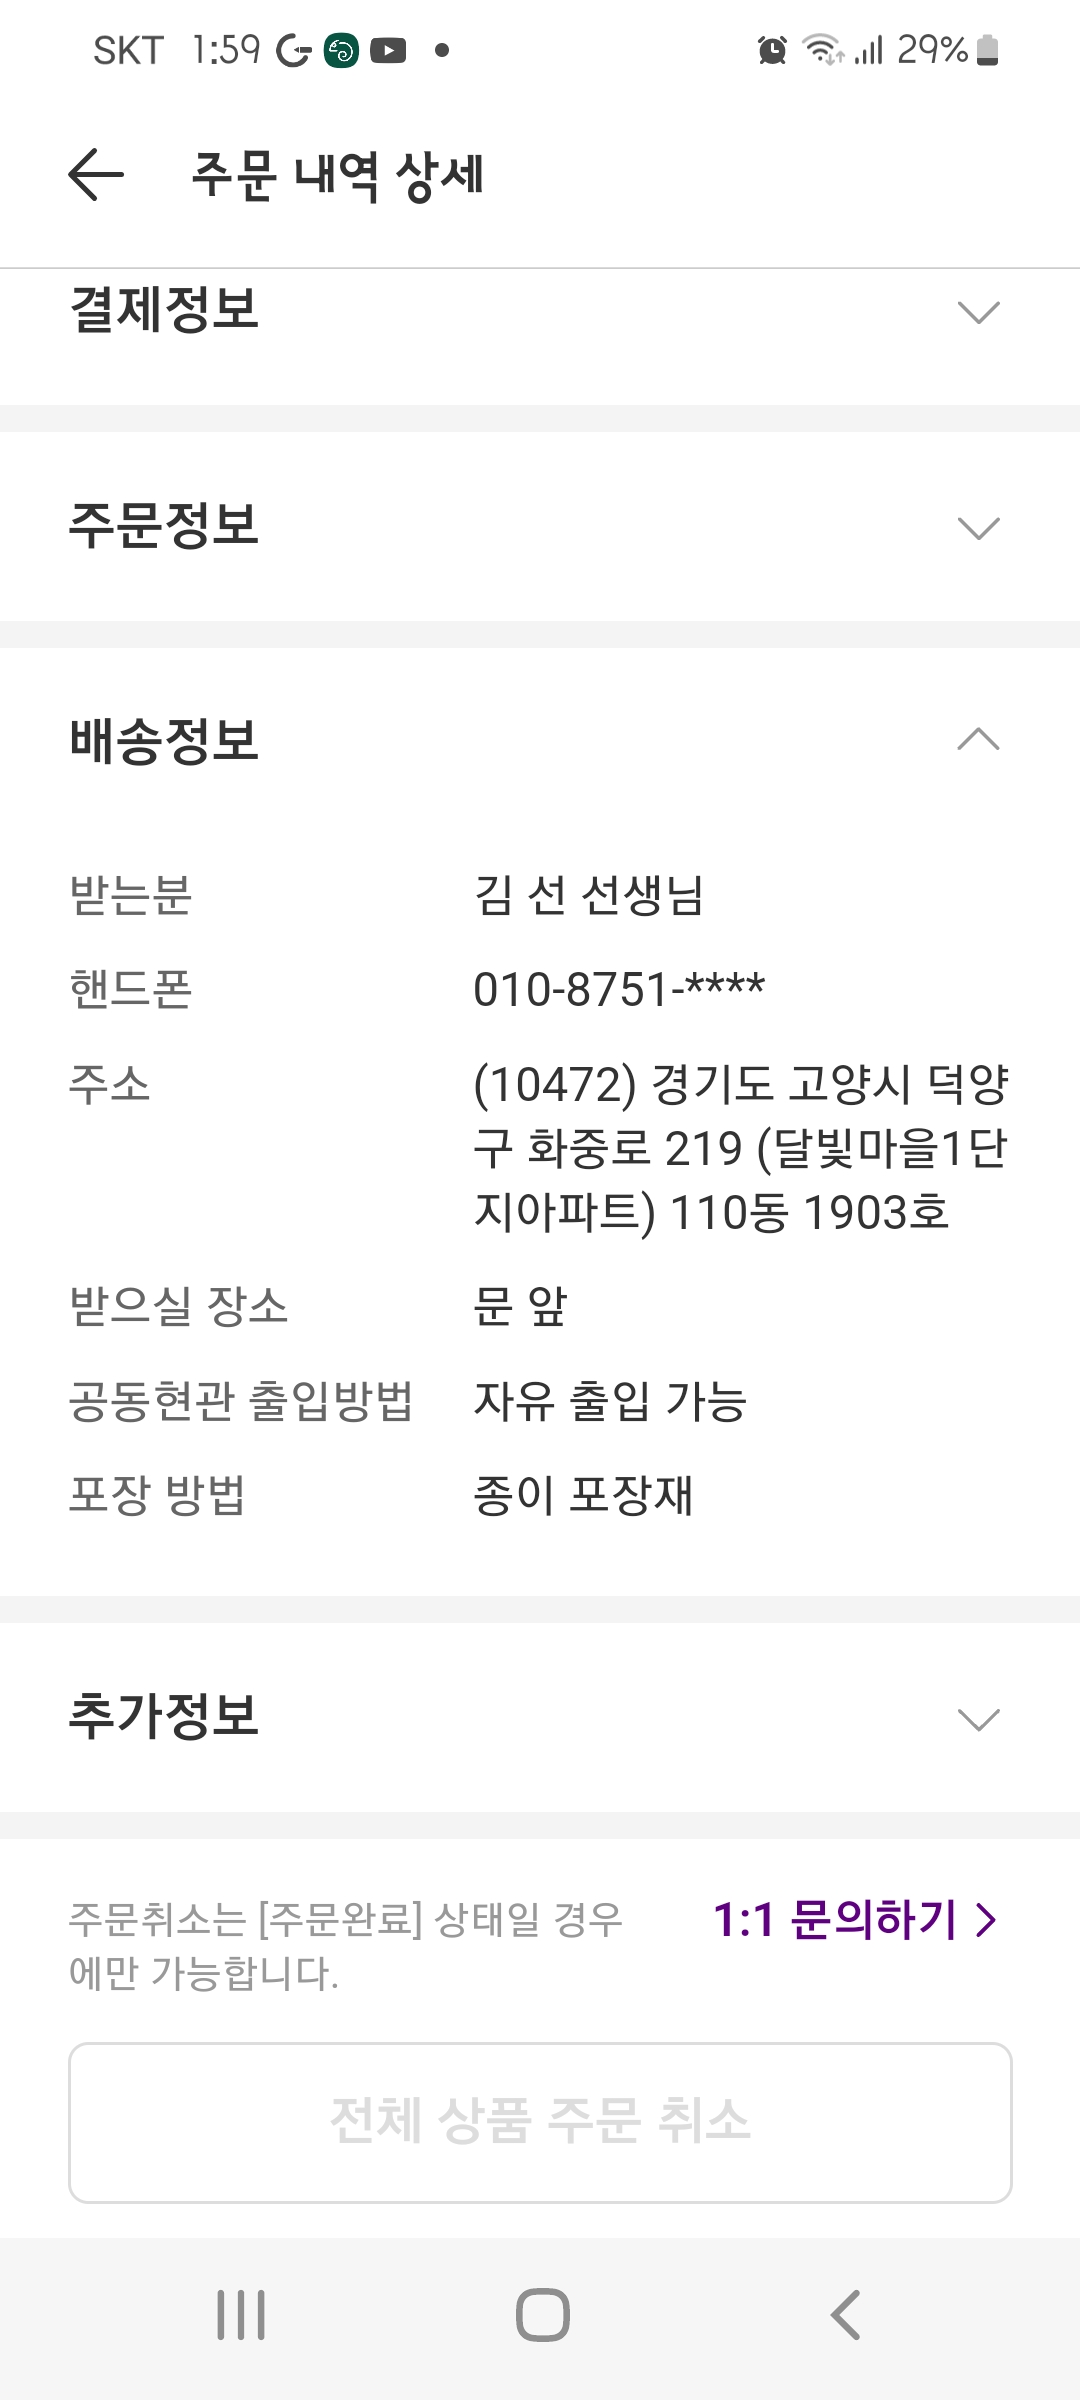 SKT 1:59 29%
주문 내역 상세
결제정보
주문정보
배송정보
받는분 김 선 선생님
핸드폰 010-8751-****
주소 (10472) 경기도 고양시 덕양
구 화중로 219 (달빛마을1단
지아파트) 110동 1903호
받으실 장소 문 앞
공동현관 출입방법 자유 출입 가능
포장 방법 종이 포장재
추가정보
주문취소는 [주문완료] 상태일 경우 1:1 문의하기 >
에만 가능합니다.
전체 상품 주문 취소